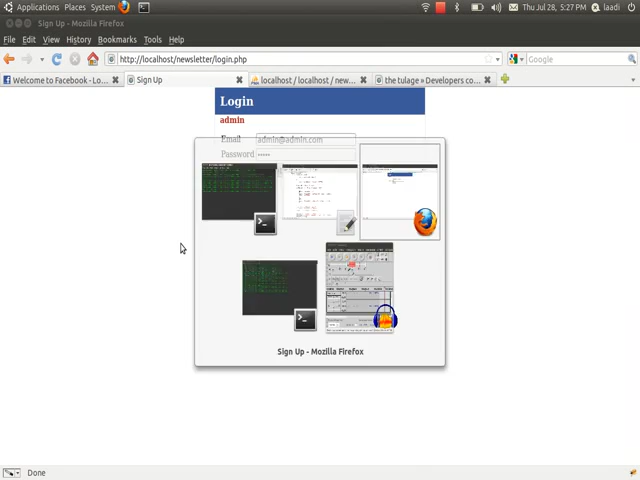 Applications Places System
Thu Jul 28, 5:27 PM laadi
Sign Up - Mozilla Firefox
File Edit View History Bookmarks Tools Help
http://localhost/newsletter/login.php
Google
Welcome to Facebook - Lo...
Sign Up
localhost / localhost / new...
the tulage » Developers co...
Login
admin
Email admin@admin.com
Password •••••
Sign Up - Mozilla Firefox
Done